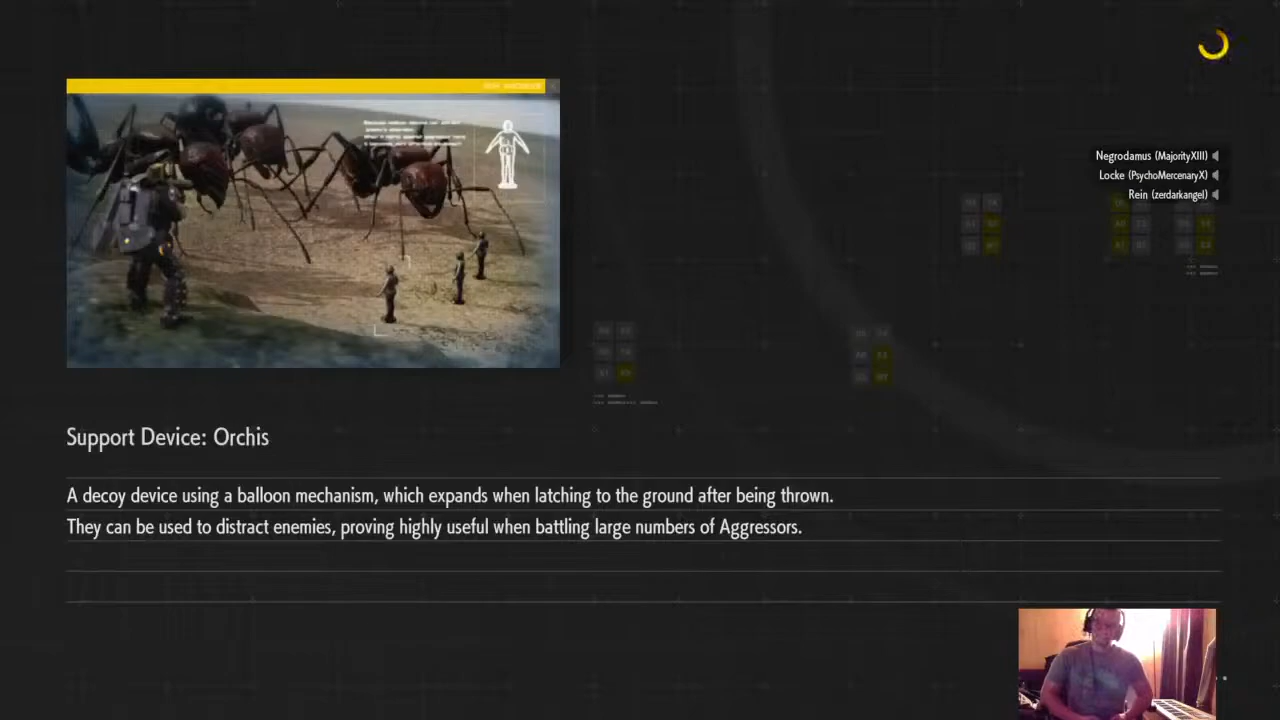 Negrodamus (MajorityXIII)
Locke (PsychoMercenaryX)
Rein (zerdarkangel)
Support Device: Orchis
A decoy device using a balloon mechanism, which expands when latching to the ground after being thrown.
They can be used to distract enemies, proving highly useful when battling large numbers of Aggressors.